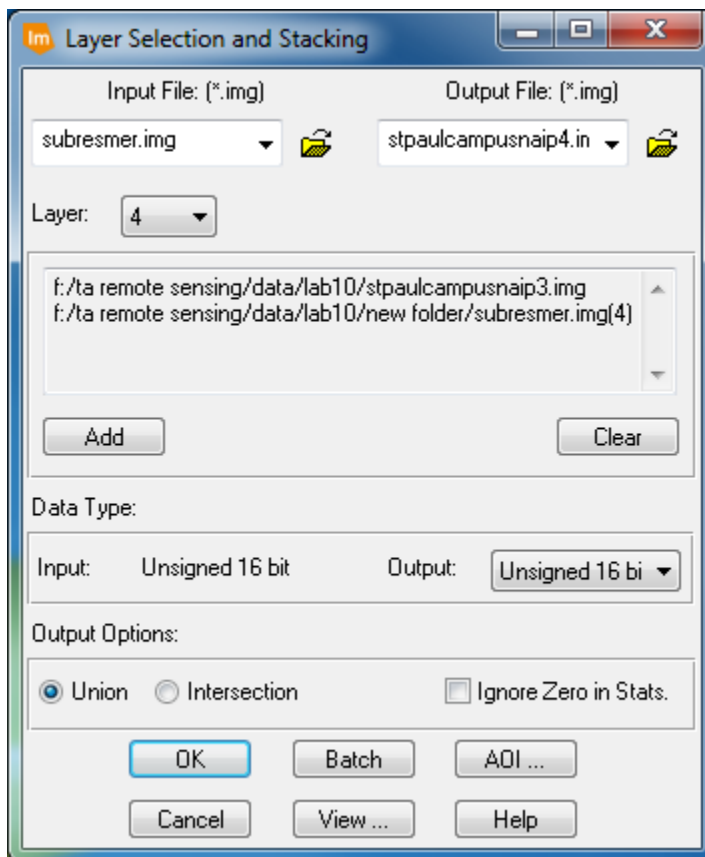 Im Layer Selection and Stacking
Input File: (*.img) Output File: (*.img)
subresmer.img stpaulcampusnaip4.in
Layer: 4
f:/ta remote sensing/data/lab10/stpaulcampusnaip3.img
f:/ta remote sensing/data/lab10/new folder/subresmer.img(4)
Add Clear
Data Type:
Input: Unsigned 16 bit Output: Unsigned 16 bi
Output Options:
Union Intersection Ignore Zero in Stats.
OK Batch AOI ...
Cancel View ... Help